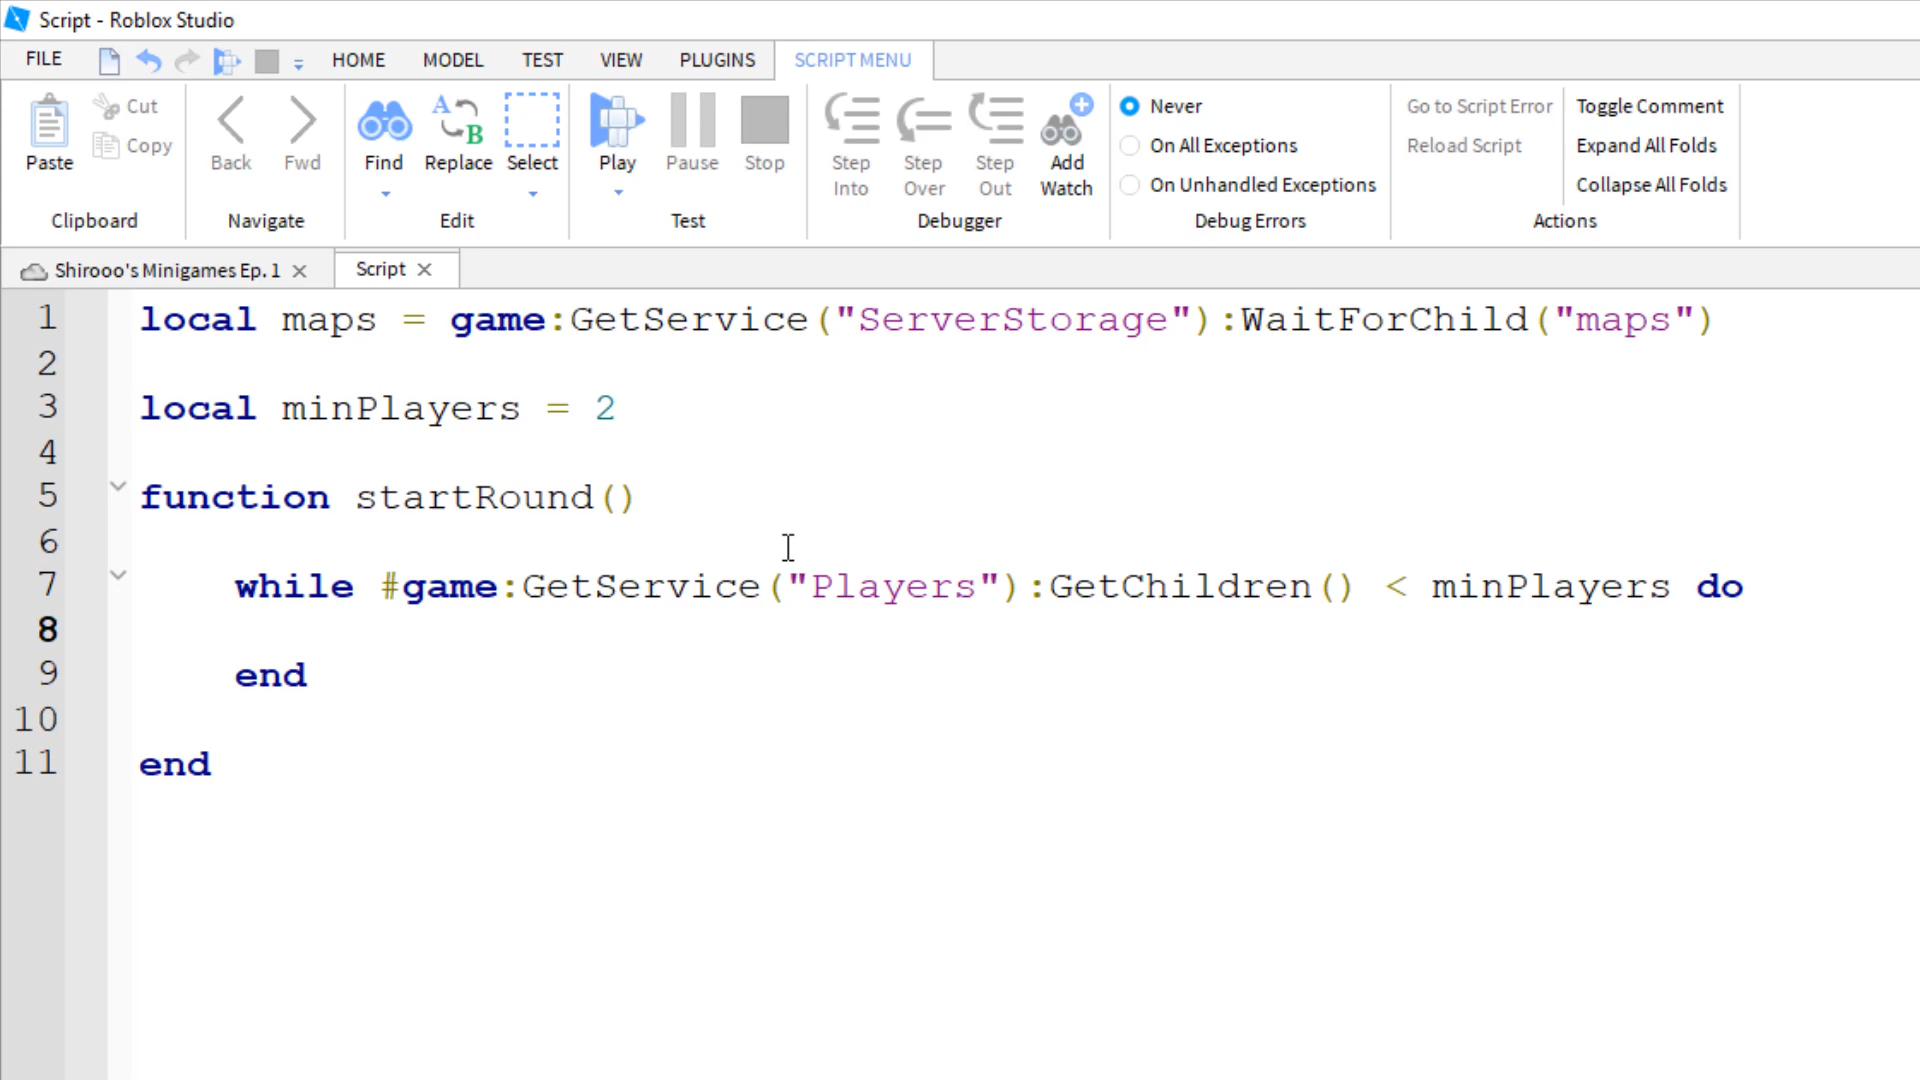 Script - Roblox Studio
FILE HOME MODEL TEST VIEW PLUGINS SCRIPT MENU
Paste
Cut
Copy
Clipboard
Back Fwd
Navigate
Find
A B
Replace
Select
Edit
Play
Pause
Stop
Test
Step Into
Step Over
Step Out
Add Watch
Debugger
Never
On All Exceptions
On Unhandled Exceptions
Debug Errors
Go to Script Error
Reload Script
Toggle Comment
Expand All Folds
Collapse All Folds
Actions
Shirooo's Minigames Ep. 1
Script
1 local maps = game:GetService("ServerStorage"):WaitForChild("maps")
2
3 local minPlayers = 2
4
5 function startRound()
6
7 while #game:GetService("Players"):GetChildren() < minPlayers do
8
9 end
10
11 end